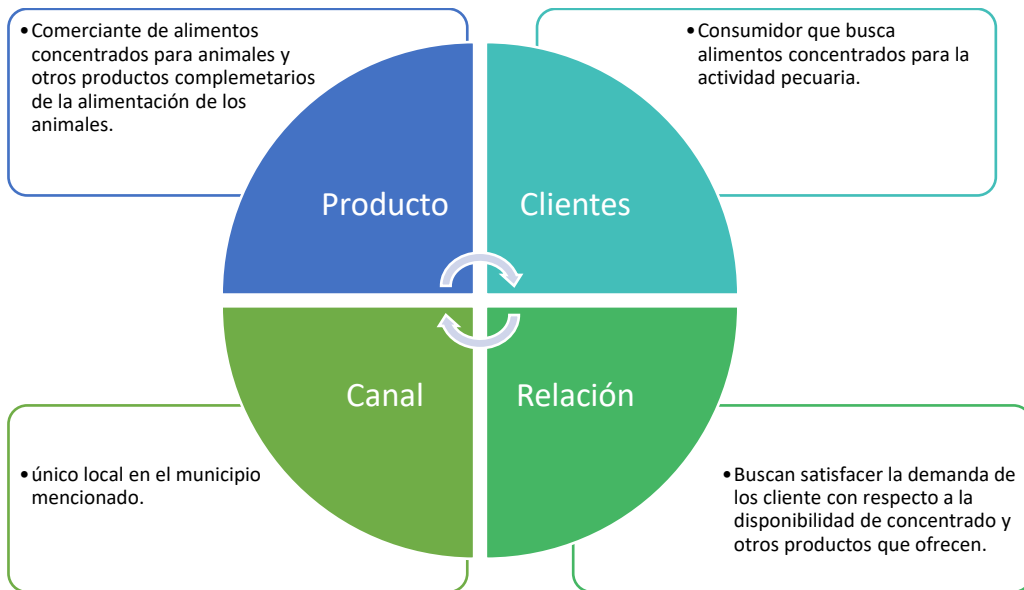 •Comerciante de alimentos
concentrados para animales y
otros productos complemetarios
de la alimentación de los
animales.
•Consumidor que busca
alimentos concentrados para la
actividad pecuaria.
Producto
Clientes
Canal
Relación
•único local en el municipio
mencionado.
•Buscan satisfacer la demanda de
los cliente con respecto a la
disponibilidad de concentrado y
otros productos que ofrecen.